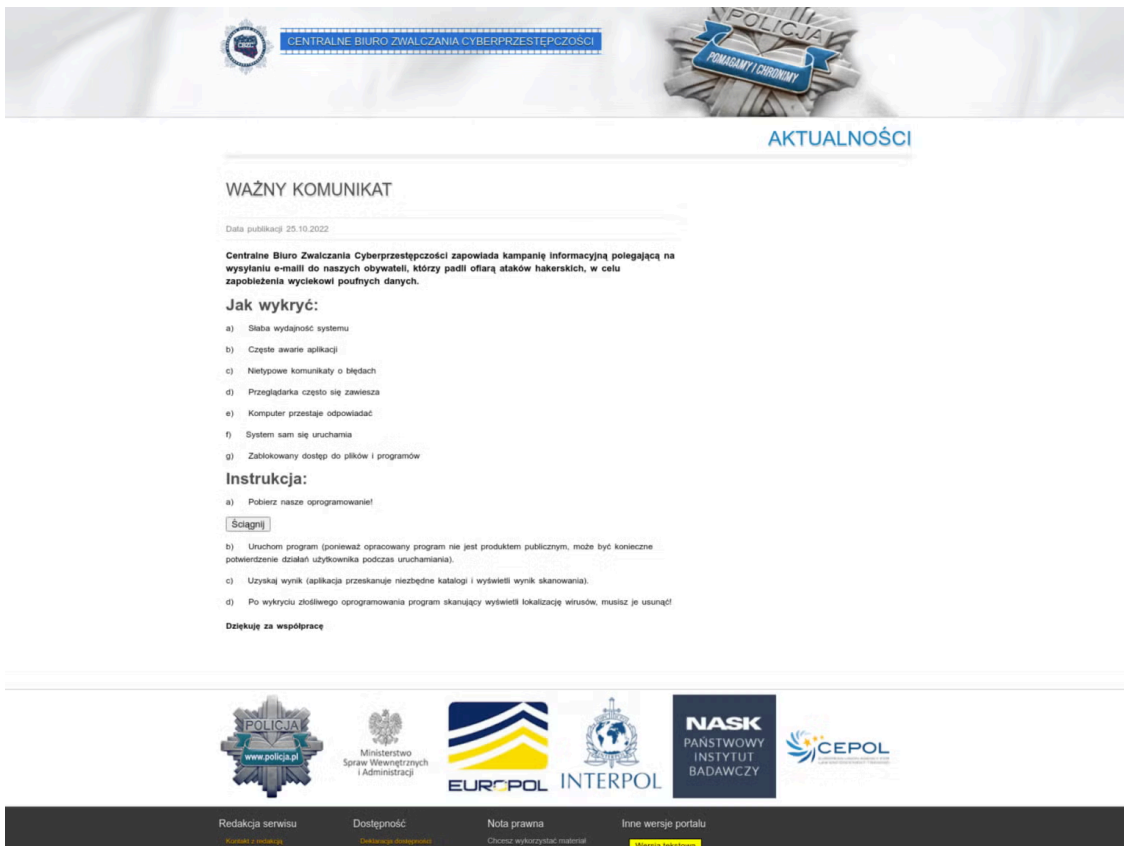 CENTRALNE BIURO ZWALCZANIA CYBERPRZESTĘPCZOSCI
POLICJA
POMAGAMY I CHRONIMY
AKTUALNOŚCI
WAŻNY KOMUNIKAT
Data publikacji 25.10.2022
Centralne Biuro Zwalczania Cyberprzestępczości zapowiada kampanię informacyjną polegającą na
wysyłaniu e-maili do naszych obywateli, którzy padli ofiarą ataków hakerskich, w celu
zapobieżenia wyciekowi poufnych danych.
Jak wykryć:
a) Słaba wydajność systemu
b) Częste awarie aplikacji
c) Nietypowe komunikaty o błędach
d) Przeglądarka często się zawiesza
e) Komputer przestaje odpowiadać
f) System sam się uruchamia
g) Zablokowany dostęp do plików i programów
Instrukcja:
a) Pobierz nasze oprogramowanie!
Ściągnij
b) Uruchom program (ponieważ opracowany program nie jest produktem publicznym, może być konieczne
potwierdzenie działań użytkownika podczas uruchamiania).
c) Uzyskaj wynik (aplikacja przeskanuje niezbędne katalogi i wyświetli wynik skanowania).
d) Po wykryciu złośliwego oprogramowania program skanujący wyświetli lokalizację wirusów, musisz je usunąć!
Dziękuję za współpracę
POLICJA
www.policja.pl
Ministerstwo
Spraw Wewnętrznych
i Administracji
EUROPOL
INTERPOL
NASK
PAŃSTWOWY
INSTYTUT
BADAWCZY
CEPOL
Redakcja serwisu
Dostępność
Nota prawna
Inne wersje portalu
Kontakt z redakcją
Deklaracja dostępności
Chcesz wykorzystać materiał
Wersja tekstowa